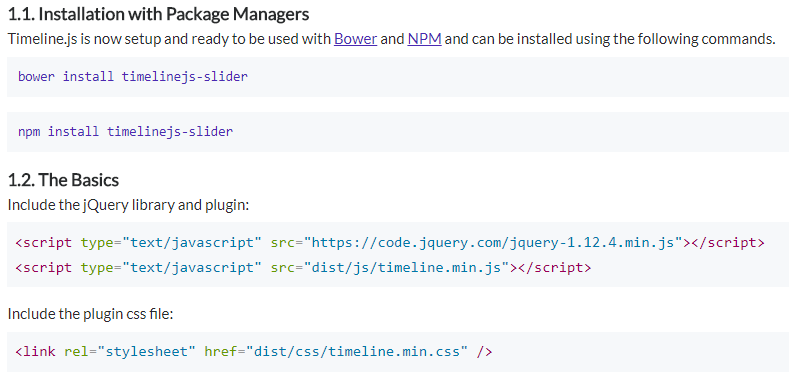 1.1. Installation with Package Managers
Timeline.js is now setup and ready to be used with Bower and NPM and can be installed using the following commands.
bower install timelinejs-slider
npm install timelinejs-slider
1.2. The Basics
Include the jQuery library and plugin:
<script type="text/javascript" src="https://code.jquery.com/jquery-1.12.4.min.js"></script>
<script type="text/javascript" src="dist/js/timeline.min.js"></script>
Include the plugin css file:
<link rel="stylesheet" href="dist/css/timeline.min.css" />